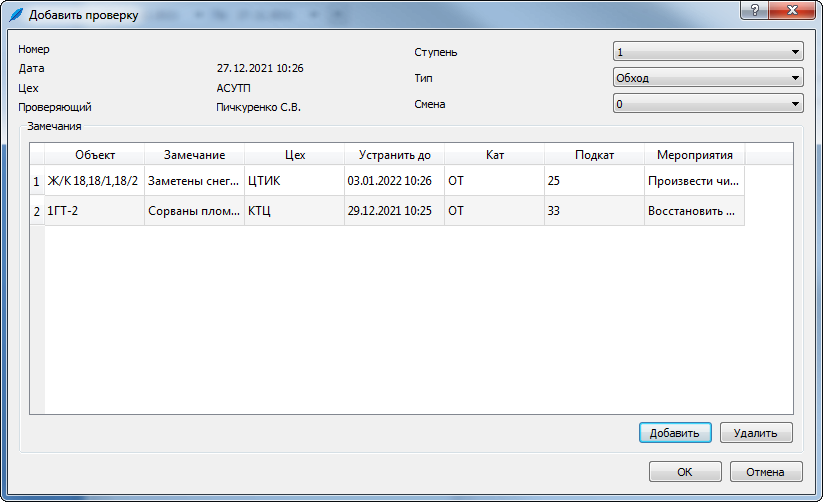 Добавить проверку
Номер
Дата 27.12.2021 10:26
Цех АСУТП
Проверяющий Пичкуренко С.В.
Ступень 1
Тип Обход
Смена 0
Замечания
Объект Замечание Цех Устранить до Кат Подкат Мероприятия
1 Ж/К 18,18/1,18/2 Заметены снег... ЦТИК 03.01.2022 10:26 ОТ 25 Произвести чи...
2 1ГТ-2 Сорваны плом... КТЦ 29.12.2021 10:25 ОТ 33 Восстановить ...
Добавить Удалить
ОК Отмена